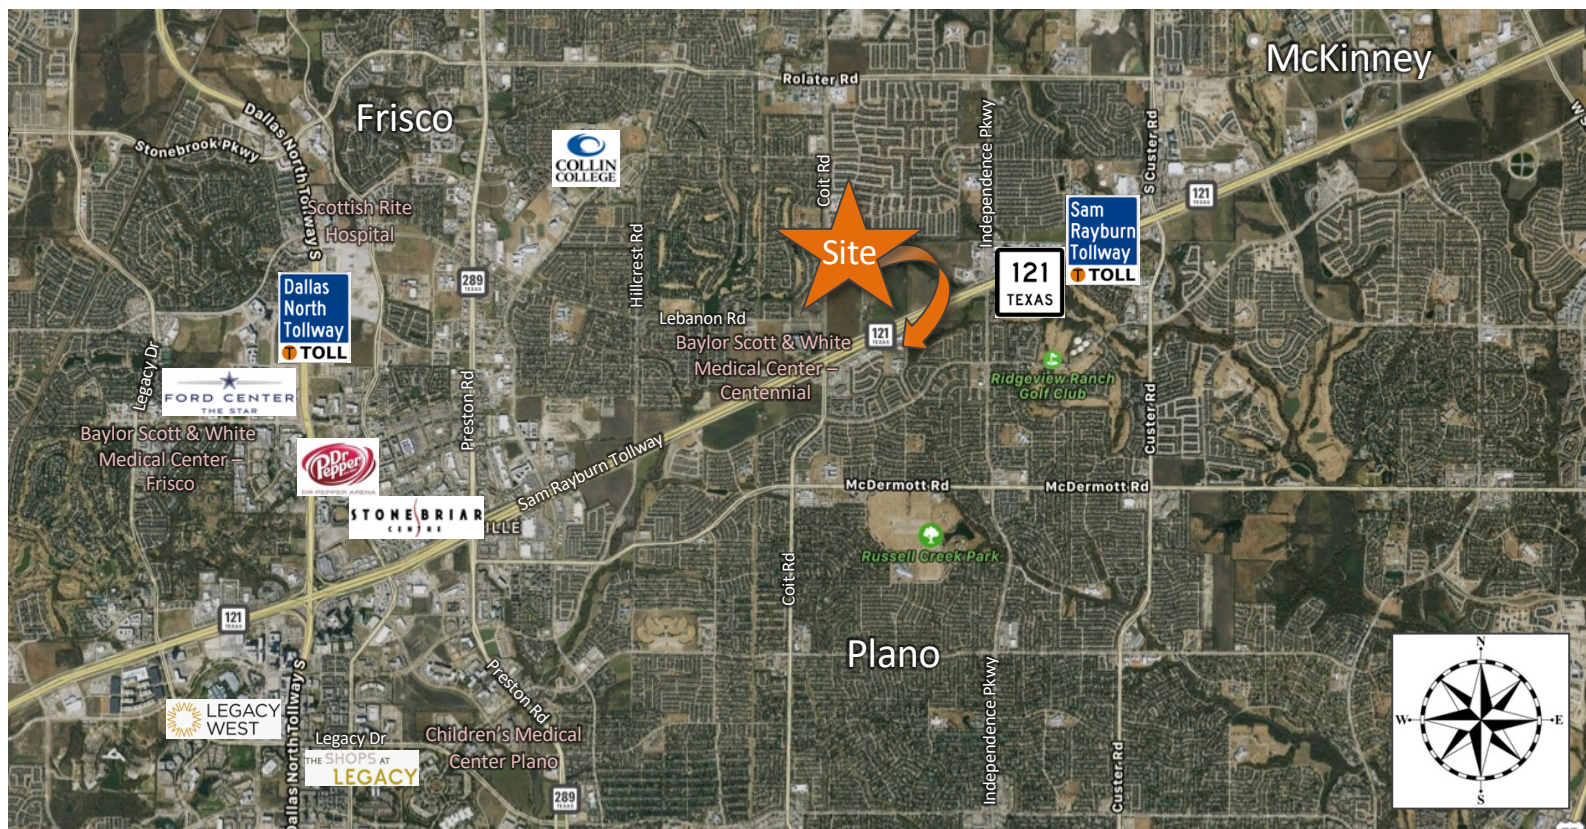 McKinney
Rolater Rd
Frisco
Dallas North Tollway S
Stonebrook Pkwy
COLLIN
COLLEGE
Independence Pkwy
S Custer Rd
Coit Rd
121
TEXAS
Scottish Rite
Hospital
Sam
Rayburn
Tollway
TOLL
Hillcrest Rd
Site
289
TEXAS
121
TEXAS
Dallas
North
Tollway
TOLL
Lebanon Rd
121
TEXAS
Baylor Scott & White
Medical Center –
Centennial
Legacy Dr
Ridgeview Ranch
Golf Club
FORD CENTER
THE STAR
Preston Rd
Custer Rd
Baylor Scott & White
Medical Center –
Frisco
Dr
Pepper
DR PEPPER ARENA
Sam Rayburn Tollway
McDermott Rd
McDermott Rd
STONEBRIAR
CENTRE
ILLE
Russell Creek Park
Coit Rd
121
TEXAS
Plano
N
W
E
S
Dallas North Tollway S
Preston Rd
Independence Pkwy
LEGACY
WEST
Legacy Dr
Children's Medical
Center Plano
THE SHOPS AT
LEGACY
Custer Rd
289
TEXAS